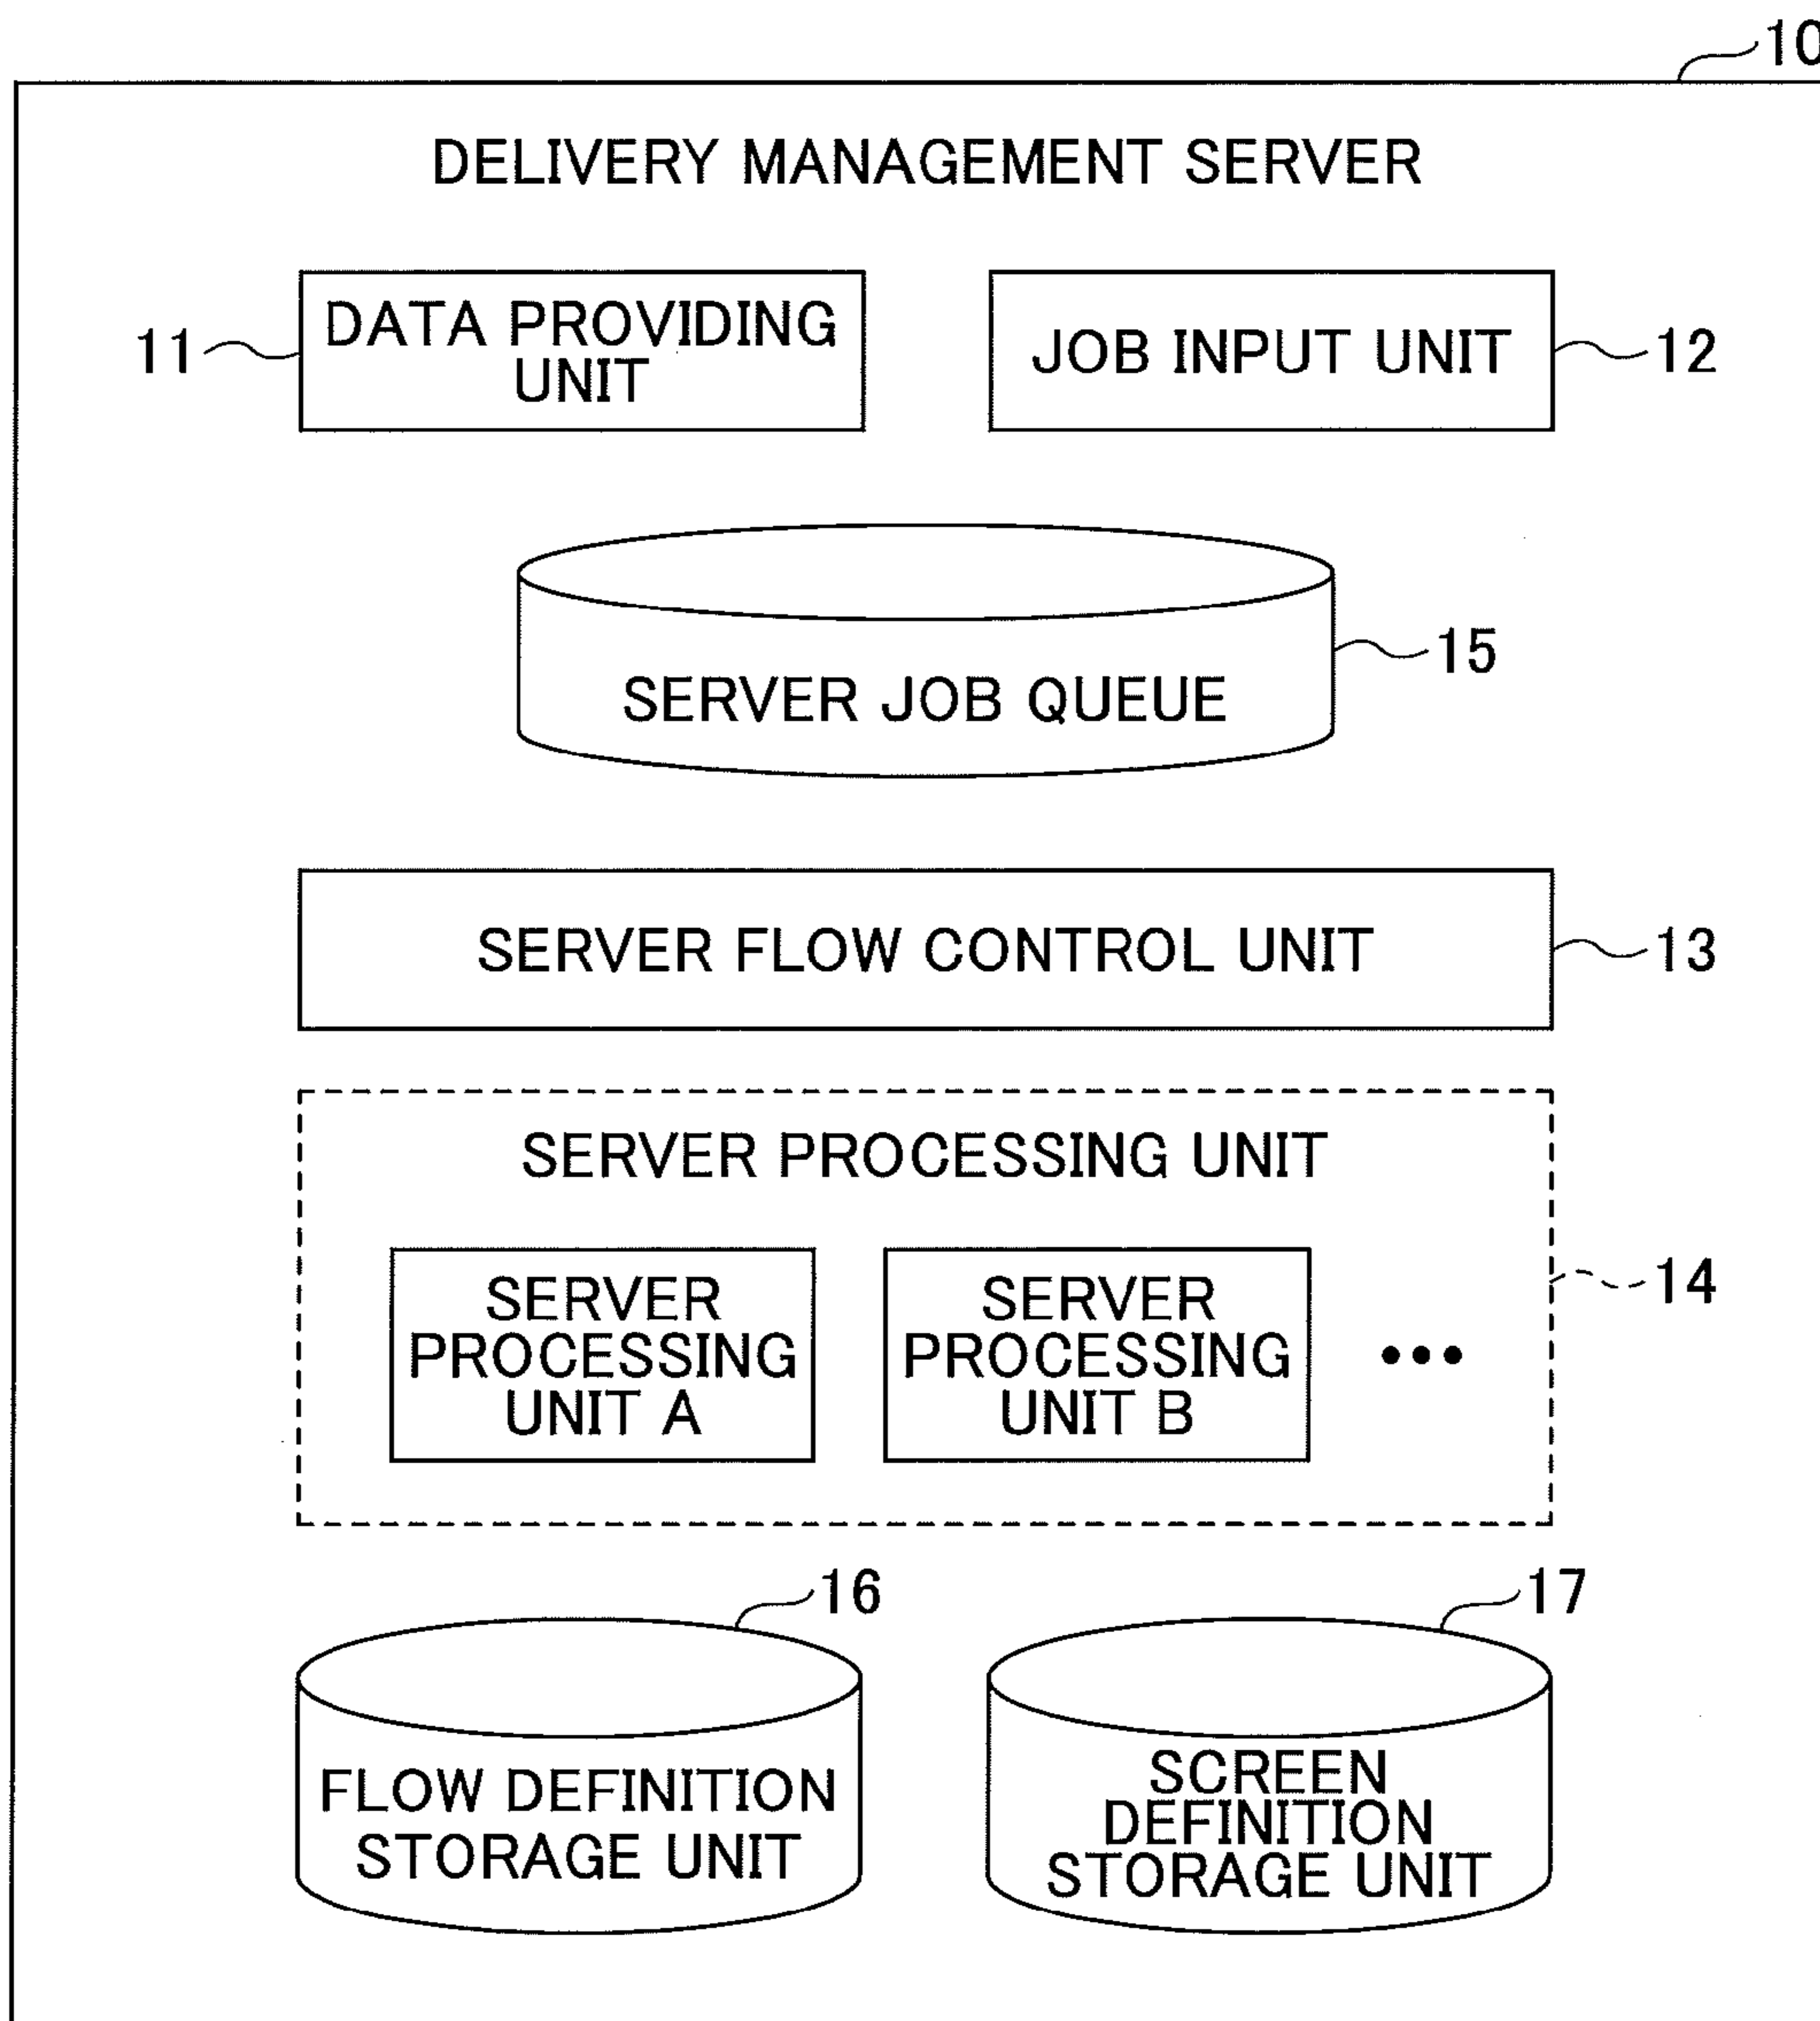 10
DELIVERY MANAGEMENT SERVER
11
DATA PROVIDING
UNIT
JOB INPUT UNIT
12
SERVER JOB QUEUE
15
SERVER FLOW CONTROL UNIT
13
SERVER PROCESSING UNIT
SERVER
PROCESSING
UNIT A
SERVER
PROCESSING
UNIT B
•••
14
16
FLOW DEFINITION
STORAGE UNIT
17
SCREEN
DEFINITION
STORAGE UNIT